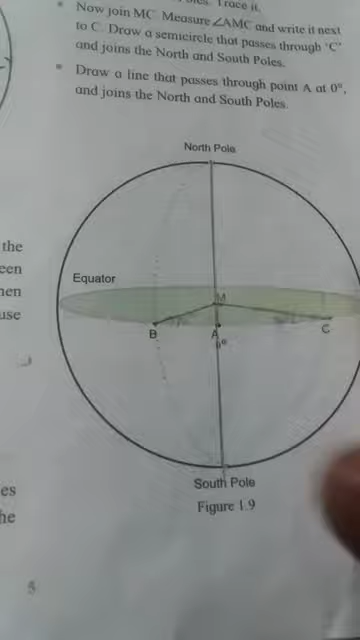 Trace it.
Now join MC. Measure ∠AMC and write it next
to C. Draw a semicircle that passes through 'C'
and joins the North and South Poles.
Draw a line that passes through point A at 0°,
and joins the North and South Poles.
North Pole
the
Equator
M
use
B
A
C
0°
South Pole
es
Figure 1.9
he
5